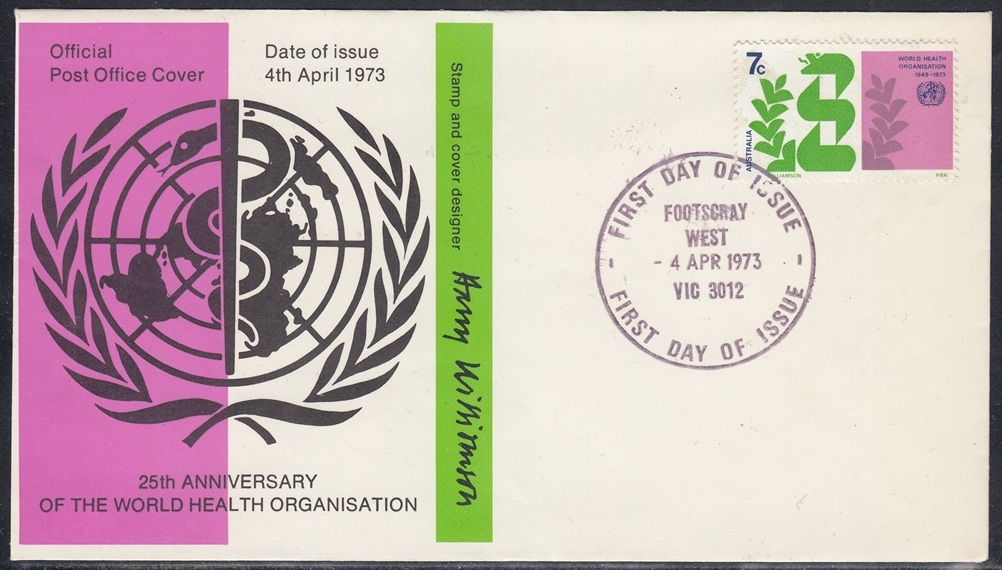 Official
Post Office Cover
Date of issue
4th April 1973
Stamp and cover designer
Harry Williamson
25th ANNIVERSARY
OF THE WORLD HEALTH ORGANISATION
7c
WORLD HEALTH
ORGANISATION
1948-1973
AUSTRALIA
WILLIAMSON
RBA
FIRST DAY OF ISSUE
FOOTSCRAY
WEST
- 4 APR 1973
VIC 3012
FIRST DAY OF ISSUE